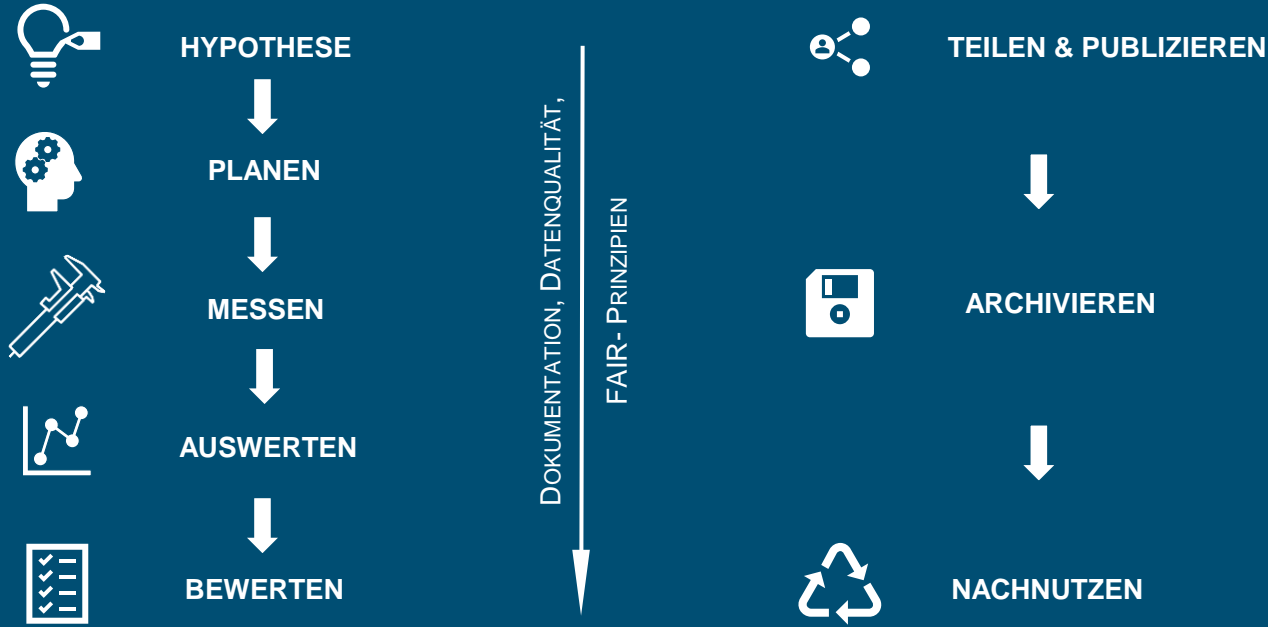 HYPOTHESE
PLANEN
MESSEN
AUSWERTEN
BEWERTEN
DOKUMENTATION, DATENQUALITÄT,
FAIR- PRINZIPIEN
TEILEN & PUBLIZIEREN
ARCHIVIEREN
NACHNUTZEN